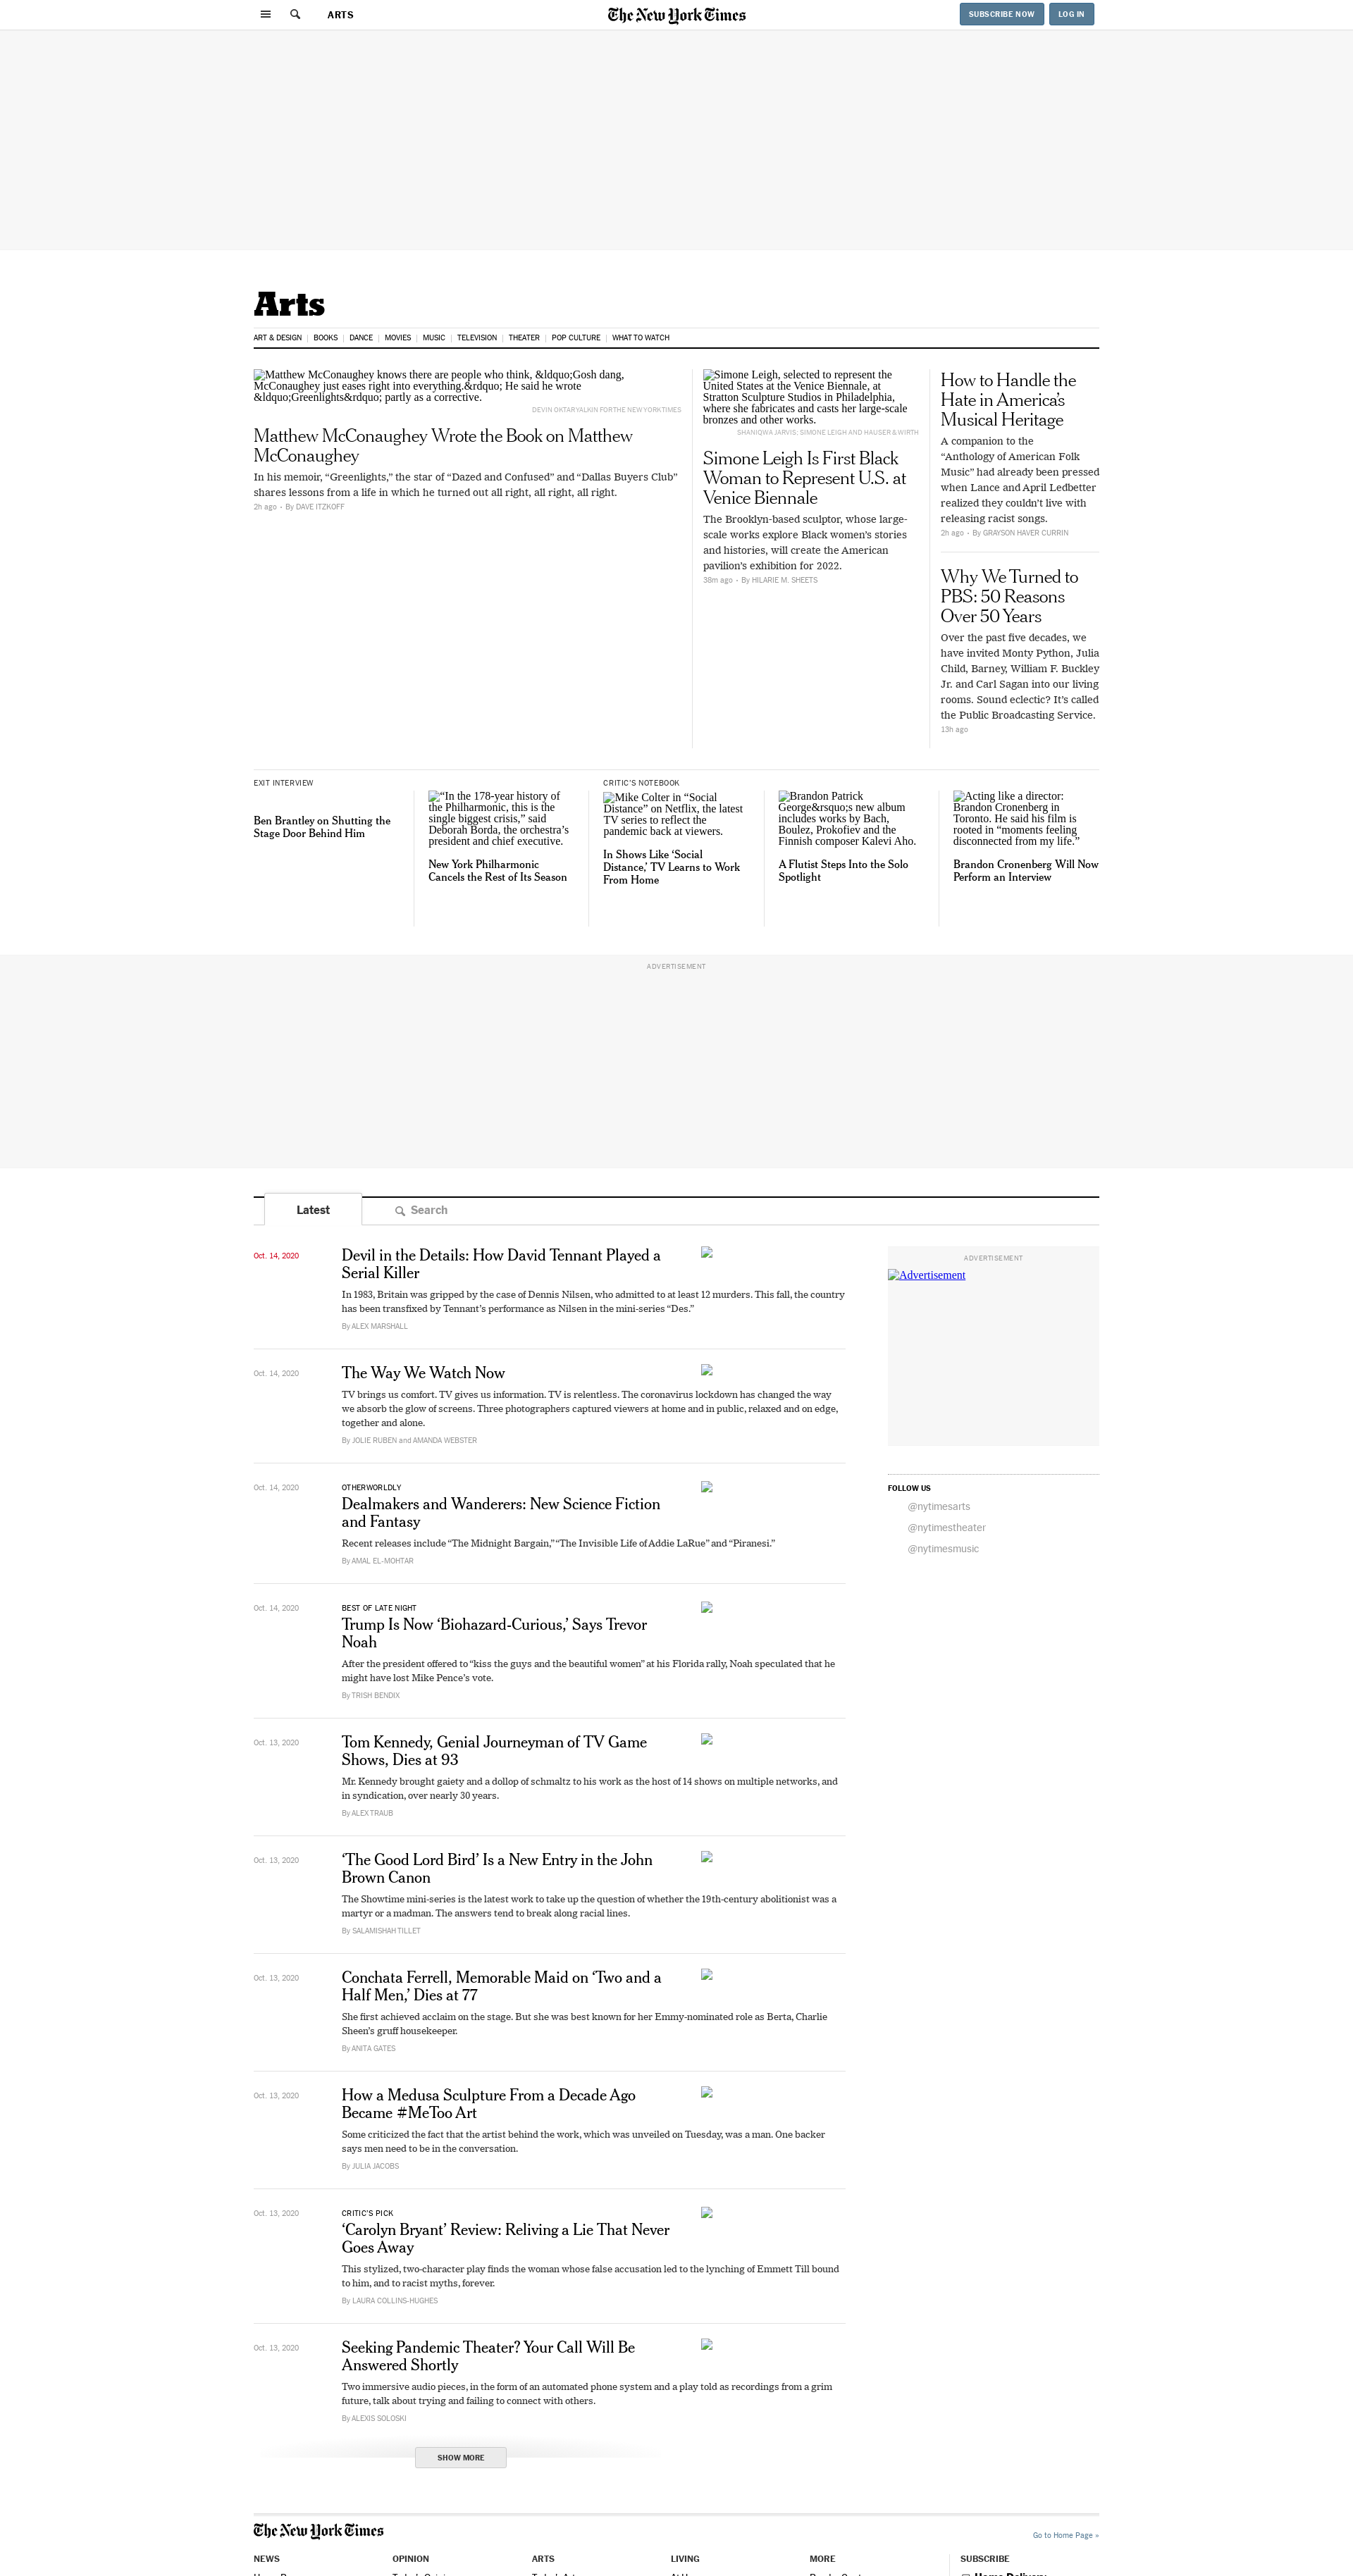 ARTS
The New York Times
SUBSCRIBE NOW
LOG IN
Arts
ART & DESIGN
BOOKS
DANCE
MOVIES
MUSIC
TELEVISION
THEATER
POP CULTURE
WHAT TO WATCH
Matthew McConaughey knows there are people who think, &ldquo;Gosh dang,
McConaughey just eases right into everything.&rdquo; He said he wrote
&ldquo;Greenlights&rdquo; partly as a corrective.
DEVIN OKTAR YALKIN FOR THE NEW YORK TIMES
Matthew McConaughey Wrote the Book on Matthew
McConaughey
In his memoir, “Greenlights,” the star of “Dazed and Confused” and “Dallas Buyers Club”
shares lessons from a life in which he turned out all right, all right, all right.
2h ago - By DAVE ITZKOFF
Simone Leigh, selected to represent the
United States at the Venice Biennale, at
Stratton Sculpture Studios in Philadelphia,
where she fabricates and casts her large-scale
bronzes and other works.
SHANIQWA JARVIS; SIMONE LEIGH AND HAUSER & WIRTH
Simone Leigh Is First Black
Woman to Represent U.S. at
Venice Biennale
The Brooklyn-based sculptor, whose large-
scale works explore Black women’s stories
and histories, will create the American
pavilion’s exhibition for 2022.
38m ago - By HILARIE M. SHEETS
How to Handle the
Hate in America’s
Musical Heritage
A companion to the
“Anthology of American Folk
Music” had already been pressed
when Lance and April Ledbetter
realized they couldn’t live with
releasing racist songs.
2h ago - By GRAYSON HAVER CURRIN
Why We Turned to
PBS: 50 Reasons
Over 50 Years
Over the past five decades, we
have invited Monty Python, Julia
Child, Barney, William F. Buckley
Jr. and Carl Sagan into our living
rooms. Sound eclectic? It’s called
the Public Broadcasting Service.
13h ago
EXIT INTERVIEW
Ben Brantley on Shutting the
Stage Door Behind Him
“In the 178-year history of
the Philharmonic, this is the
single biggest crisis,” said
Deborah Borda, the orchestra’s
president and chief executive.
New York Philharmonic
Cancels the Rest of Its Season
CRITIC’S NOTEBOOK
Mike Colter in “Social
Distance” on Netflix, the latest
TV series to reflect the
pandemic back at viewers.
In Shows Like ‘Social
Distance,’ TV Learns to Work
From Home
Brandon Patrick
George&rsquo;s new album
includes works by Bach,
Boulez, Prokofiev and the
Finnish composer Kalevi Aho.
A Flutist Steps Into the Solo
Spotlight
Acting like a director:
Brandon Cronenberg in
Toronto. He said his film is
rooted in “moments feeling
disconnected from my life.”
Brandon Cronenberg Will Now
Perform an Interview
ADVERTISEMENT
Latest
Search
Oct. 14, 2020
Devil in the Details: How David Tennant Played a
Serial Killer
In 1983, Britain was gripped by the case of Dennis Nilsen, who admitted to at least 12 murders. This fall, the country
has been transfixed by Tennant’s performance as Nilsen in the mini-series “Des.”
By ALEX MARSHALL
Oct. 14, 2020
The Way We Watch Now
TV brings us comfort. TV gives us information. TV is relentless. The coronavirus lockdown has changed the way
we absorb the glow of screens. Three photographers captured viewers at home and in public, relaxed and on edge,
together and alone.
By JOLIE RUBEN and AMANDA WEBSTER
Oct. 14, 2020
OTHERWORLDLY
Dealmakers and Wanderers: New Science Fiction
and Fantasy
Recent releases include “The Midnight Bargain,” “The Invisible Life of Addie LaRue” and “Piranesi.”
By AMAL EL-MOHTAR
Oct. 14, 2020
BEST OF LATE NIGHT
Trump Is Now ‘Biohazard-Curious,’ Says Trevor
Noah
After the president offered to “kiss the guys and the beautiful women” at his Florida rally, Noah speculated that he
might have lost Mike Pence’s vote.
By TRISH BENDIX
Oct. 13, 2020
Tom Kennedy, Genial Journeyman of TV Game
Shows, Dies at 93
Mr. Kennedy brought gaiety and a dollop of schmaltz to his work as the host of 14 shows on multiple networks, and
in syndication, over nearly 30 years.
By ALEX TRAUB
Oct. 13, 2020
‘The Good Lord Bird’ Is a New Entry in the John
Brown Canon
The Showtime mini-series is the latest work to take up the question of whether the 19th-century abolitionist was a
martyr or a madman. The answers tend to break along racial lines.
By SALAMISHAH TILLET
Oct. 13, 2020
Conchata Ferrell, Memorable Maid on ‘Two and a
Half Men,’ Dies at 77
She first achieved acclaim on the stage. But she was best known for her Emmy-nominated role as Berta, Charlie
Sheen’s gruff housekeeper.
By ANITA GATES
Oct. 13, 2020
How a Medusa Sculpture From a Decade Ago
Became #MeToo Art
Some criticized the fact that the artist behind the work, which was unveiled on Tuesday, was a man. One backer
says men need to be in the conversation.
By JULIA JACOBS
Oct. 13, 2020
CRITIC’S PICK
‘Carolyn Bryant’ Review: Reliving a Lie That Never
Goes Away
This stylized, two-character play finds the woman whose false accusation led to the lynching of Emmett Till bound
to him, and to racist myths, forever.
By LAURA COLLINS-HUGHES
Oct. 13, 2020
Seeking Pandemic Theater? Your Call Will Be
Answered Shortly
Two immersive audio pieces, in the form of an automated phone system and a play told as recordings from a grim
future, talk about trying and failing to connect with others.
By ALEXIS SOLOSKI
SHOW MORE
ADVERTISEMENT
Advertisement
FOLLOW US
@nytimesarts
@nytimestheater
@nytimesmusic
The New York Times
Go to Home Page »
NEWS
OPINION
ARTS
LIVING
MORE
SUBSCRIBE